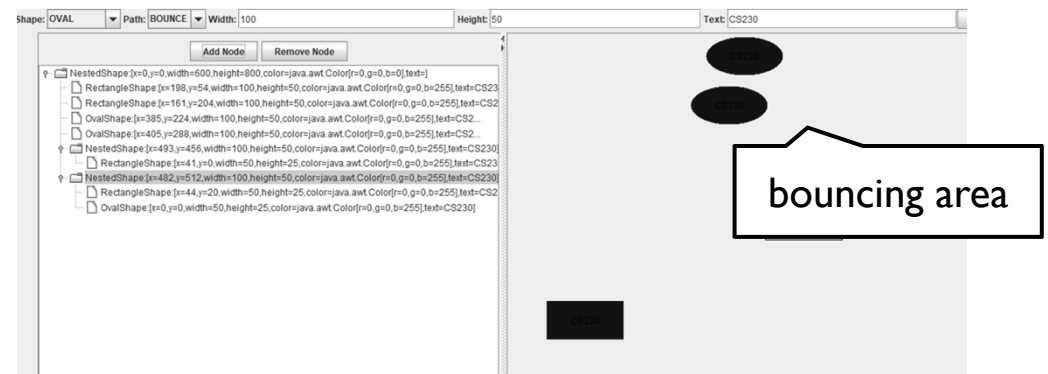 Shape: OVAL Path: BOUNCE Width: 100 Height: 50 Text: CS230
Add Node Remove Node
NestedShape:[x=0,y=0,width=600,height=800,color=java.awt.Color[r=0,g=0,b=0],text=]
RectangleShape:[x=198,y=54,width=100,height=50,color=java.awt.Color[r=0,g=0,b=255],text=CS23
RectangleShape:[x=161,y=204,width=100,height=50,color=java.awt.Color[r=0,g=0,b=255],text=CS2
OvalShape:[x=385,y=224,width=100,height=50,color=java.awt.Color[r=0,g=0,b=255],text=CS2...
OvalShape:[x=405,y=288,width=100,height=50,color=java.awt.Color[r=0,g=0,b=255],text=CS2...
NestedShape:[x=493,y=456,width=100,height=50,color=java.awt.Color[r=0,g=0,b=255],text=CS230]
RectangleShape:[x=41,y=0,width=50,height=25,color=java.awt.Color[r=0,g=0,b=255],text=CS23
NestedShape:[x=482,y=512,width=100,height=50,color=java.awt.Color[r=0,g=0,b=255],text=CS230]
RectangleShape:[x=44,y=20,width=50,height=25,color=java.awt.Color[r=0,g=0,b=255],text=CS2
OvalShape:[x=0,y=0,width=50,height=25,color=java.awt.Color[r=0,g=0,b=255],text=CS230]
CS230
CS230
bouncing area
CS230